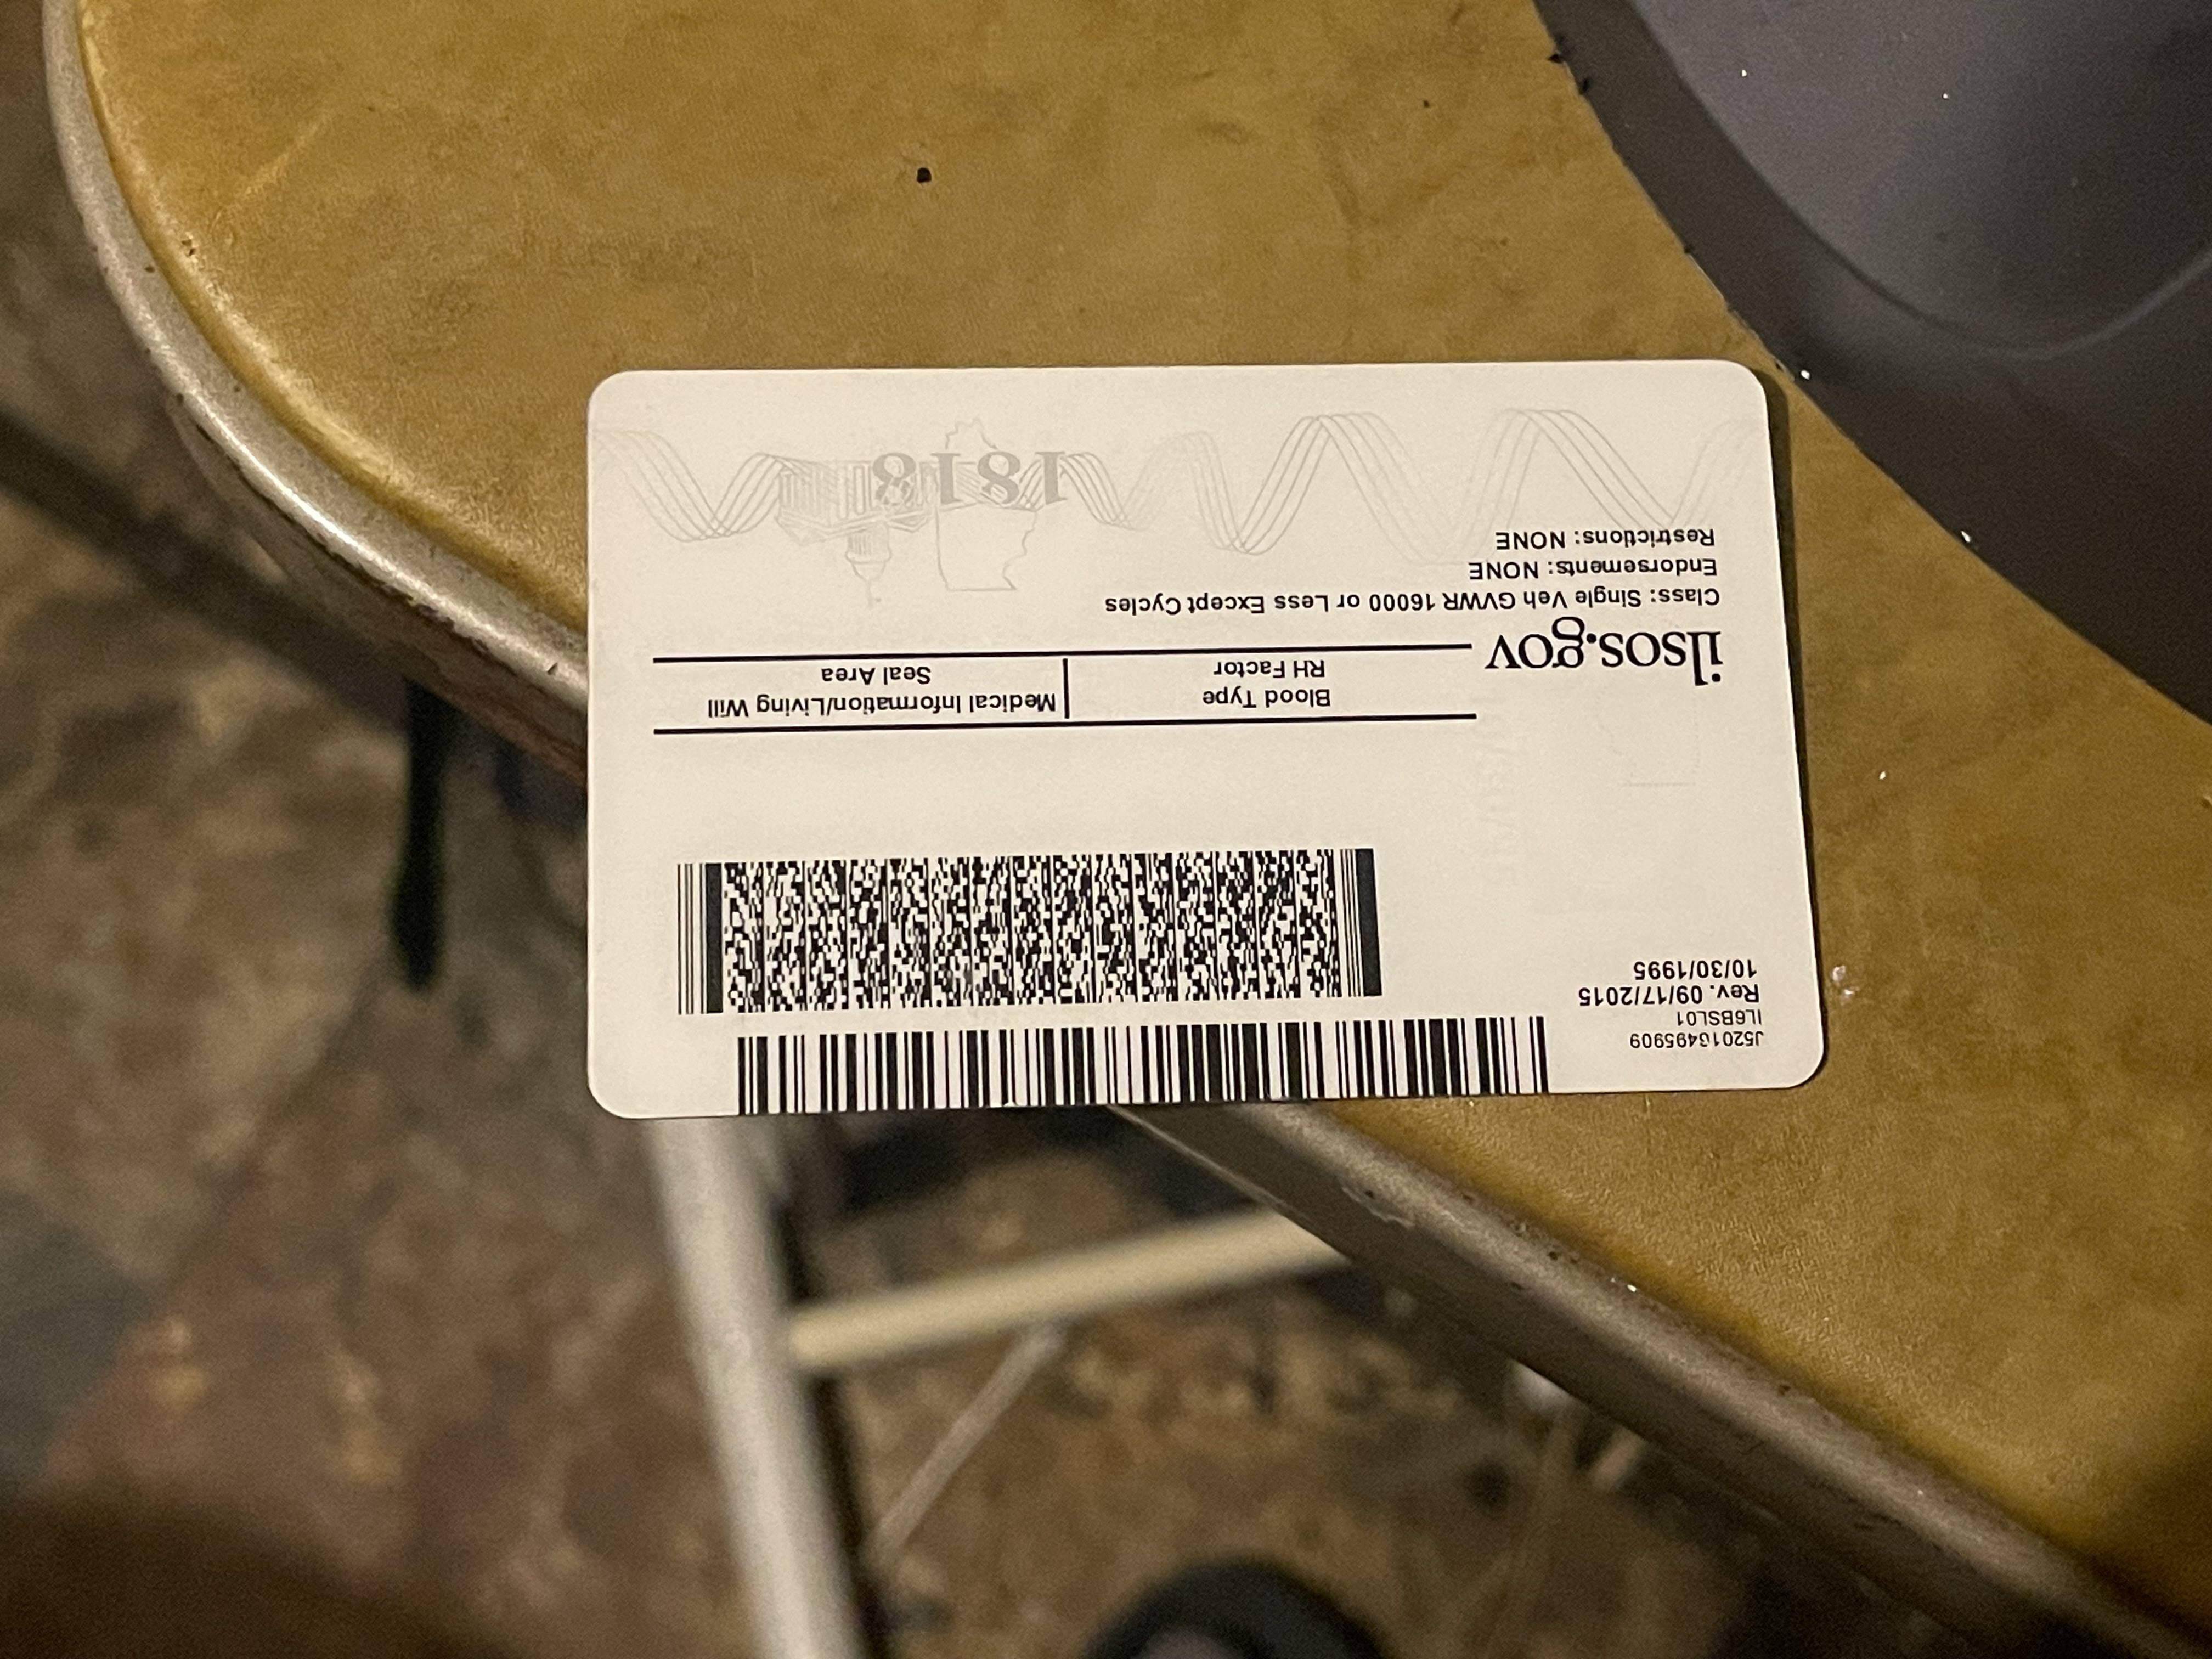 J52016495909
IL6BSL01
Rev. 09/17/2015
10/30/1995
Medical Information/Living Will
Seal Area
Blood Type
RH Factor
ilsos.gov
Class: Single Veh GVWR 16000 or Less Except Cycles
Endorsements: NONE
Restrictions: NONE
1818